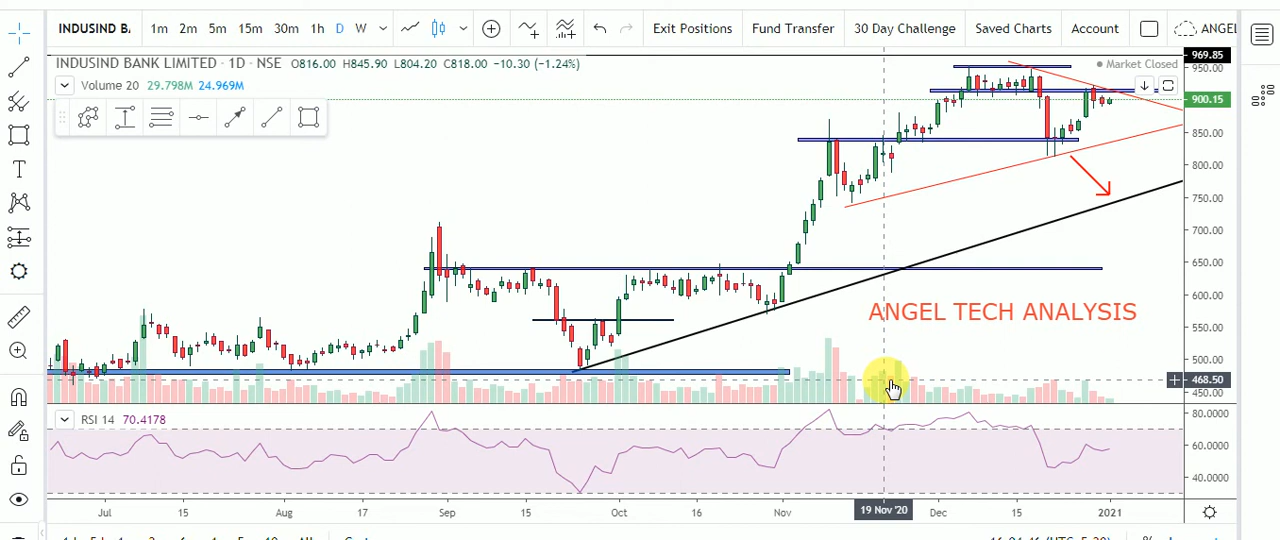 INDUSIND BA 1m 2m 5m 15m 30m 1h D W Exit Positions Fund Transfer 30 Day Challenge Saved Charts Account ANGEL
INDUSIND BANK LIMITED · 1D · NSE O816.00 H845.90 L804.20 C818.00 −10.30 (−1.24%)
Market Closed
Volume 20 29.798M 24.969M
969.85
950.00
900.15
850.00
800.00
750.00
700.00
650.00
600.00
550.00
500.00
468.50
450.00
ANGEL TECH ANALYSIS
RSI 14 70.4178
80.0000
60.0000
40.0000
Jul 15 Aug 15 Sep 15 Oct 15 Nov 19 Nov '20 Dec 15 2021